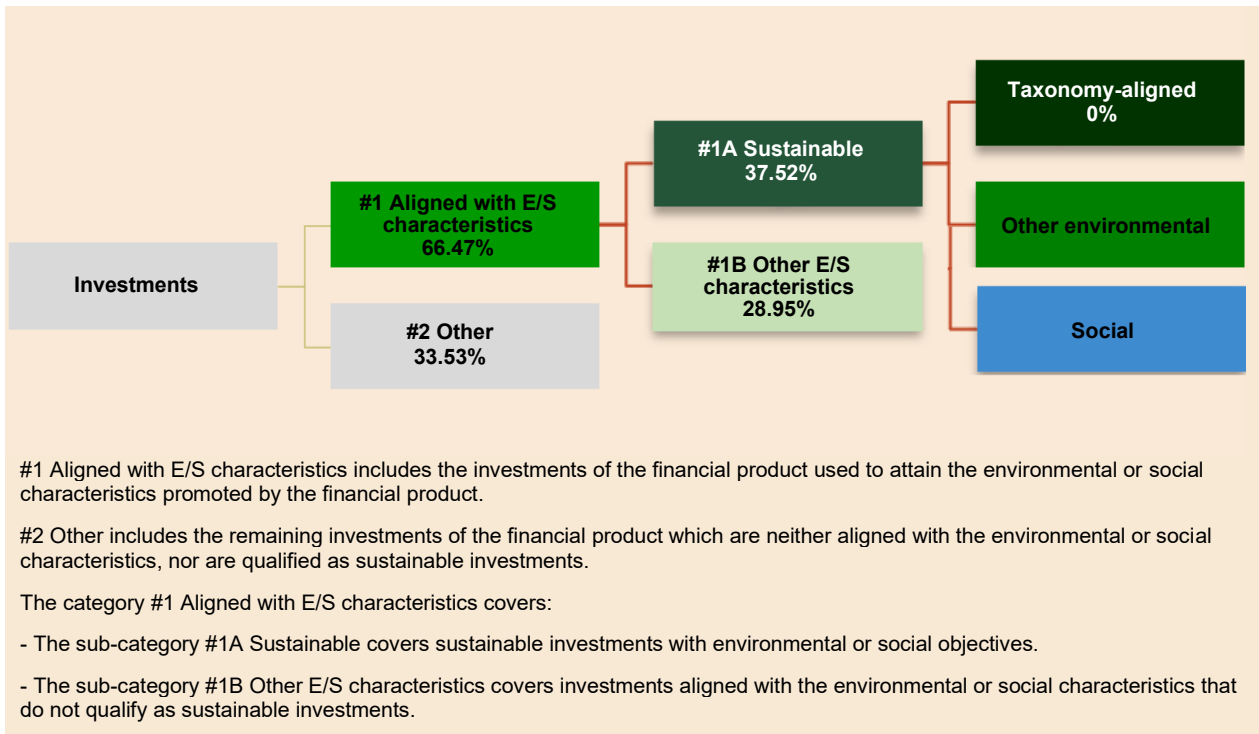 Investments
#1 Aligned with E/S
characteristics
66.47%
#2 Other
33.53%
#1A Sustainable
37.52%
#1B Other E/S
characteristics
28.95%
Taxonomy-aligned
0%
Other environmental
Social
#1 Aligned with E/S characteristics includes the investments of the financial product used to attain the environmental or social
characteristics promoted by the financial product.
#2 Other includes the remaining investments of the financial product which are neither aligned with the environmental or social
characteristics, nor are qualified as sustainable investments.
The category #1 Aligned with E/S characteristics covers:
- The sub-category #1A Sustainable covers sustainable investments with environmental or social objectives.
- The sub-category #1B Other E/S characteristics covers investments aligned with the environmental or social characteristics that
do not qualify as sustainable investments.